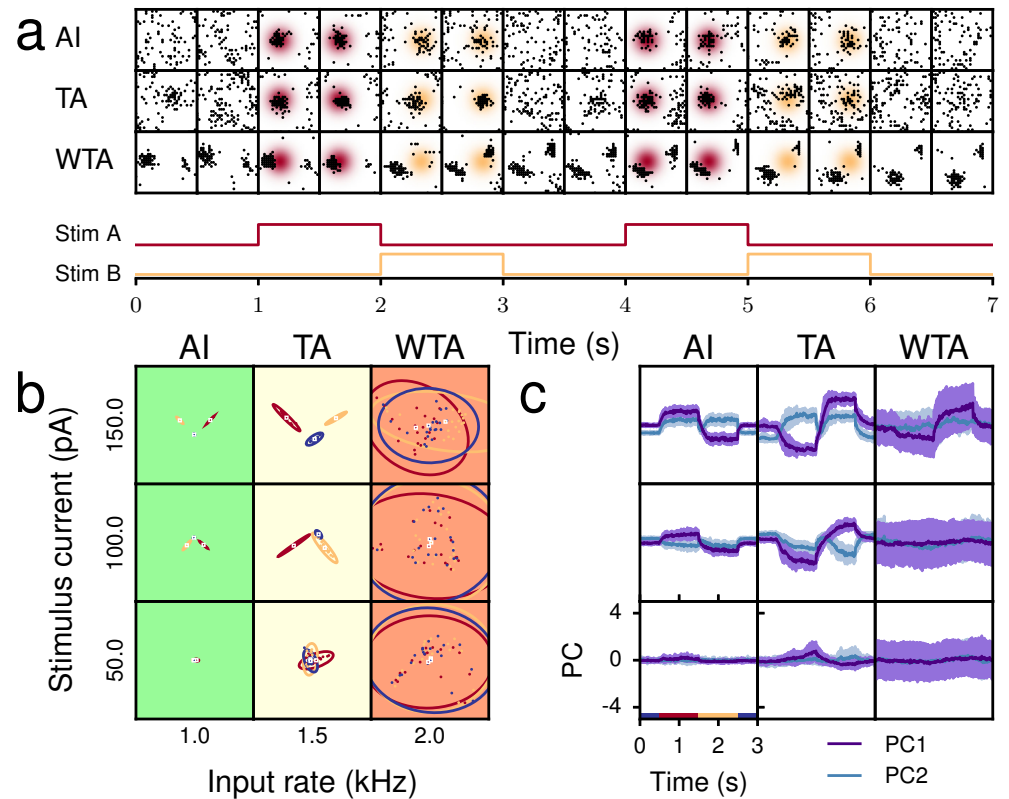 a
AI
TA
WTA
Stim A
Stim B
0 1 2 3 4 5 6 7
Time (s)
b
AI TA WTA
Stimulus current (pA)
150.0
100.0
50.0
1.0 1.5 2.0
Input rate (kHz)
c
AI TA WTA
PC
4
0
-4
0 1 2 3
Time (s)
PC1
PC2